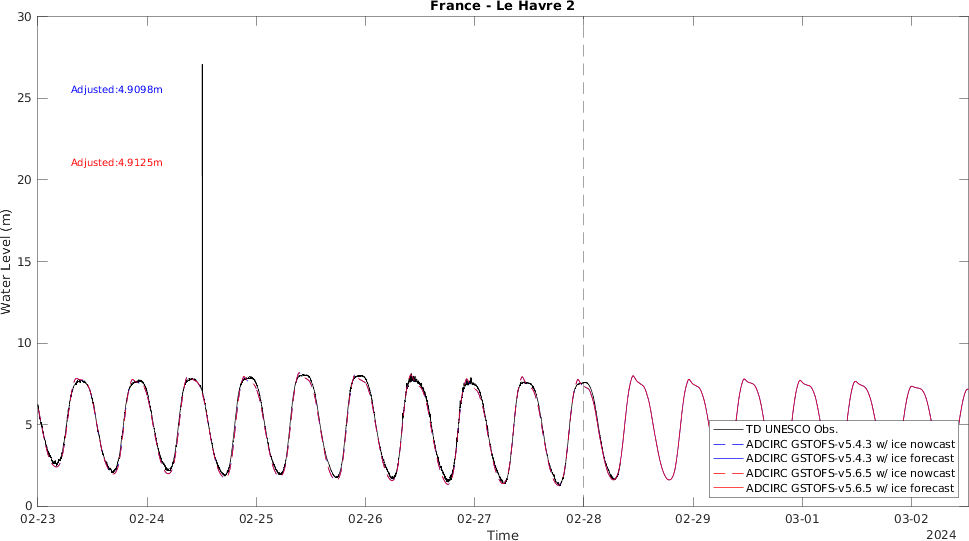 France - Le Havre 2
30
25
20
15
10
5
0
Water Level (m)
Adjusted:4.9098m
Adjusted:4.9125m
TD UNESCO Obs.
ADCIRC GSTOFS-v5.4.3 w/ ice nowcast
ADCIRC GSTOFS-v5.4.3 w/ ice forecast
ADCIRC GSTOFS-v5.6.5 w/ ice nowcast
ADCIRC GSTOFS-v5.6.5 w/ ice forecast
02-23 02-24 02-25 02-26 02-27 02-28 02-29 03-01 03-02
Time
2024